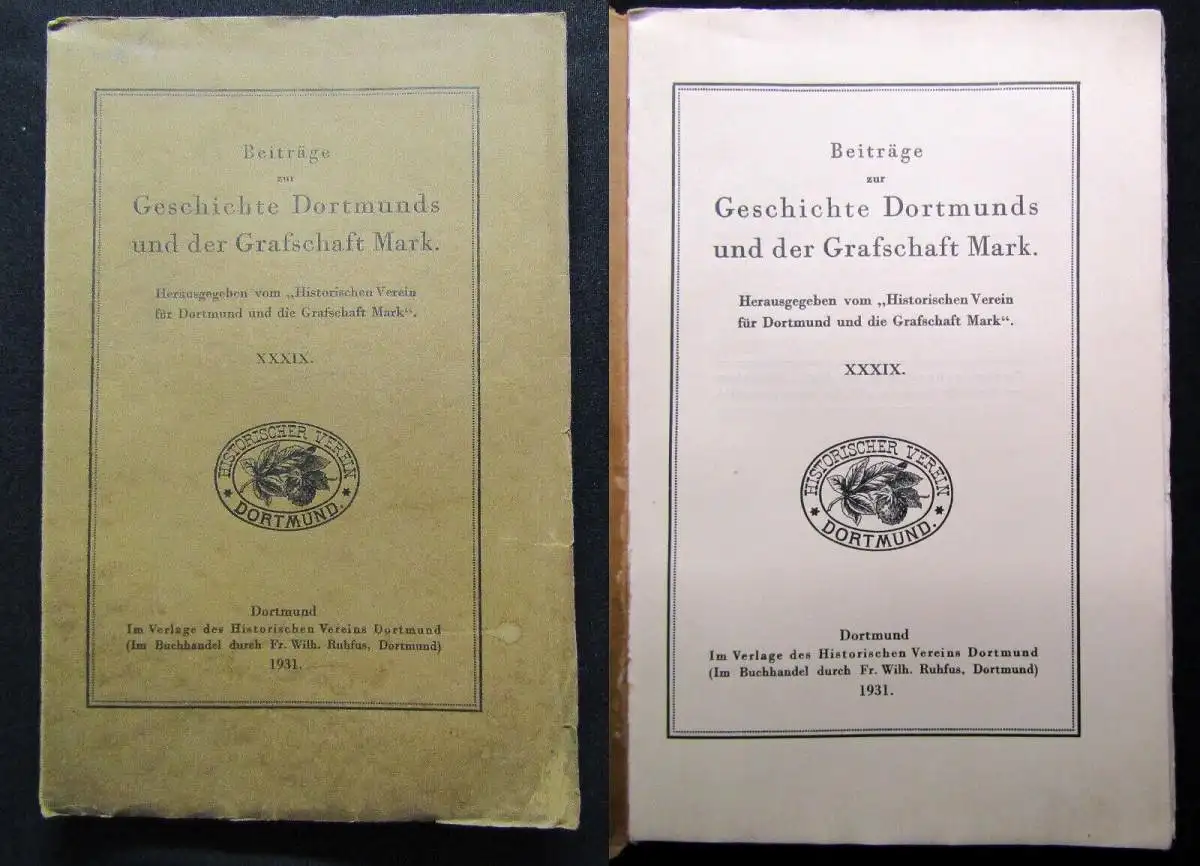 Beiträge
zur
Geschichte Dortmunds
und der Grafschaft Mark.
Herausgegeben vom „Historischen Verein
für Dortmund und die Grafschaft Mark“.
XXXIX.
HISTORISCHER VEREIN
* DORTMUND. *
Dortmund
Im Verlage des Historischen Vereins Dortmund
(Im Buchhandel durch Fr. Wilh. Ruhfus, Dortmund)
1931.
Beiträge
zur
Geschichte Dortmunds
und der Grafschaft Mark.
Herausgegeben vom „Historischen Verein
für Dortmund und die Grafschaft Mark“.
XXXIX.
HISTORISCHER VEREIN
* DORTMUND. *
Dortmund
Im Verlage des Historischen Vereins Dortmund
(Im Buchhandel durch Fr. Wilh. Ruhfus, Dortmund)
1931.